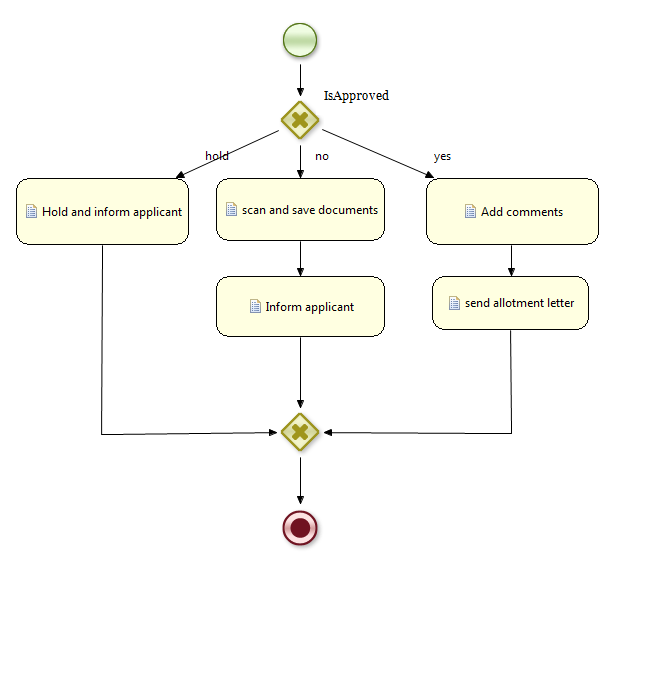 IsApproved
hold
no
yes
Hold and inform applicant
scan and save documents
Add comments
Inform applicant
send allotment letter